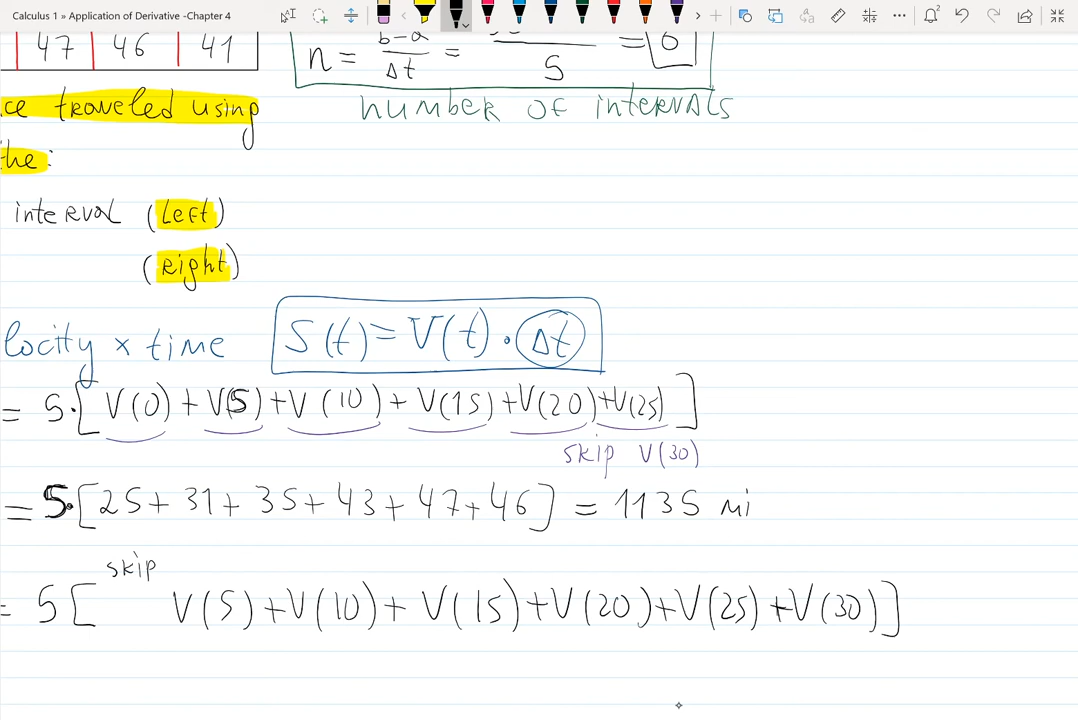 Calculus 1 » Application of Derivative -Chapter 4
47 46 41
n = b-a / Δt = / 5 = 6
number of intervals
ce traveled using
the:
interval (Left)
(Right)
locity × time S(t) = V(t) · Δt
= 5·[V(0) + V(5) + V(10) + V(15) + V(20) + V(25)]
skip V(30)
= 5·[25 + 31 + 35 + 43 + 47 + 46] = 1135 mi
skip
= 5[ V(5) + V(10) + V(15) + V(20) + V(25) + V(30)]